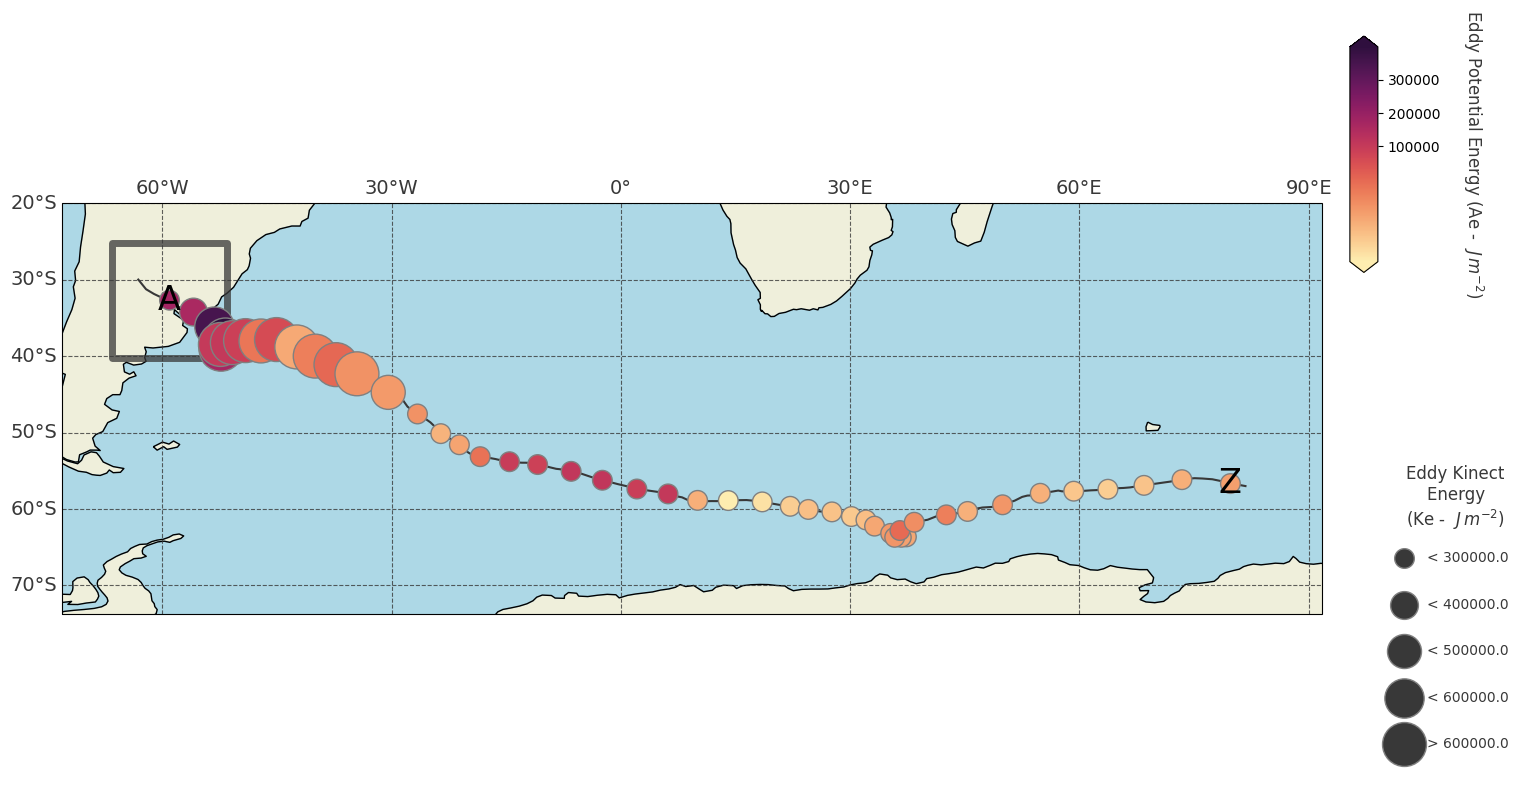 60°W 30°W 0° 30°E 60°E 90°E
20°S
30°S
40°S
50°S
60°S
70°S
A
Z
300000
200000
100000
Eddy Potential Energy (Ae - J m⁻²)
Eddy Kinect
Energy
(Ke - J m⁻²)
< 300000.0
< 400000.0
< 500000.0
< 600000.0
> 600000.0